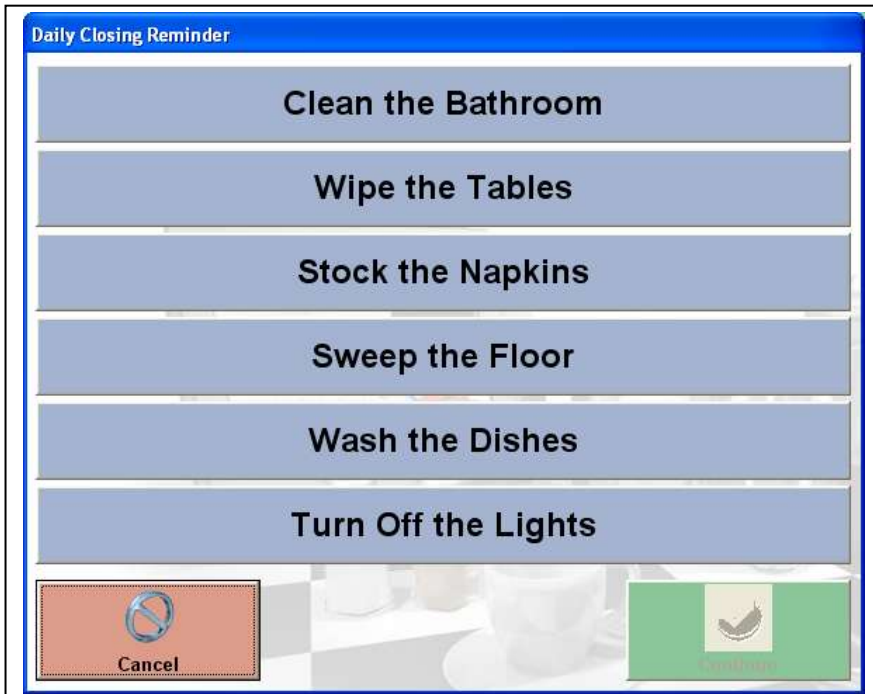 Daily Closing Reminder
Clean the Bathroom
Wipe the Tables
Stock the Napkins
Sweep the Floor
Wash the Dishes
Turn Off the Lights
Cancel
Continue